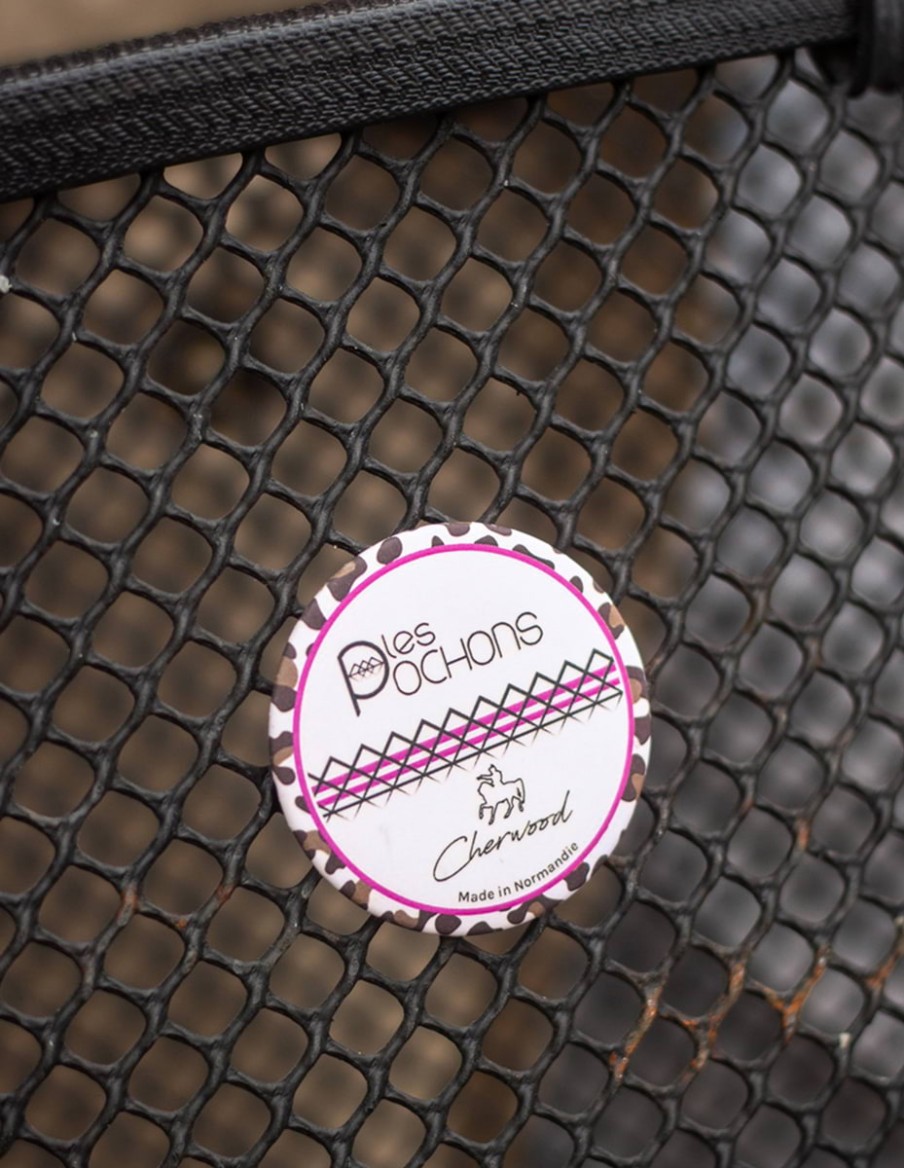 les
POCHONS
Cherwood
Made in Normandie